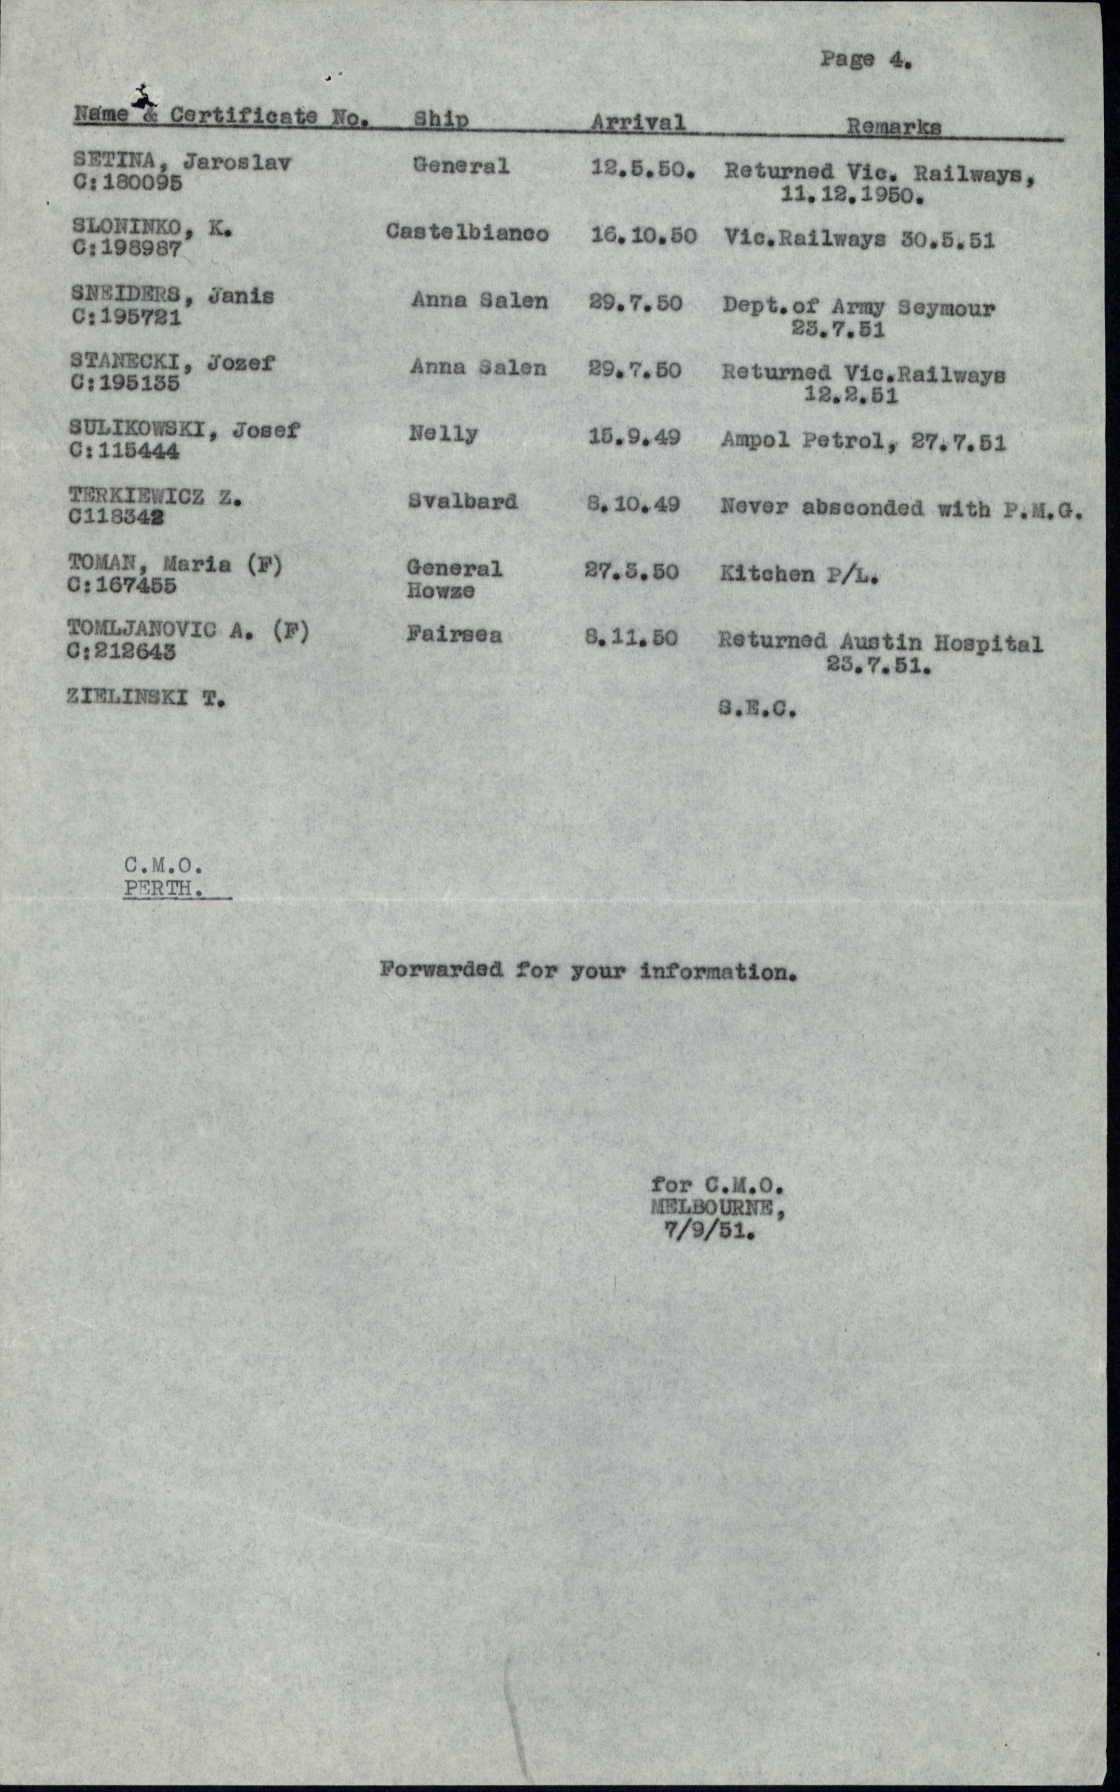 Page 4.
Name & Certificate No. Ship Arrival Remarks
SETINA, Jaroslav General 12.5.50. Returned Vic. Railways,
C:180095 11.12.1950.
SLONINKO, K. Castelbianco 16.10.50 Vic.Railways 30.5.51
C:198987
SNEIDERS, Janis Anna Salen 29.7.50 Dept.of Army Seymour
C:195721 23.7.51
STANECKI, Jozef Anna Salen 29.7.50 Returned Vic.Railways
C:195135 12.2.51
SULIKOWSKI, Josef Nelly 15.9.49 Ampol Petrol, 27.7.51
C:115444
TERKIEWICZ Z. Svalbard 8.10.49 Never absconded with P.M.G.
C118342
TOMAN, Maria (F) General 27.3.50 Kitchen P/L.
C:167455 Howze
TOMLJANOVIC A. (F) Fairsea 8.11.50 Returned Austin Hospital
C:212643 23.7.51.
ZIELINSKI T. S.E.C.
C.M.O.
PERTH.
Forwarded for your information.
for C.M.O.
MELBOURNE,
7/9/51.